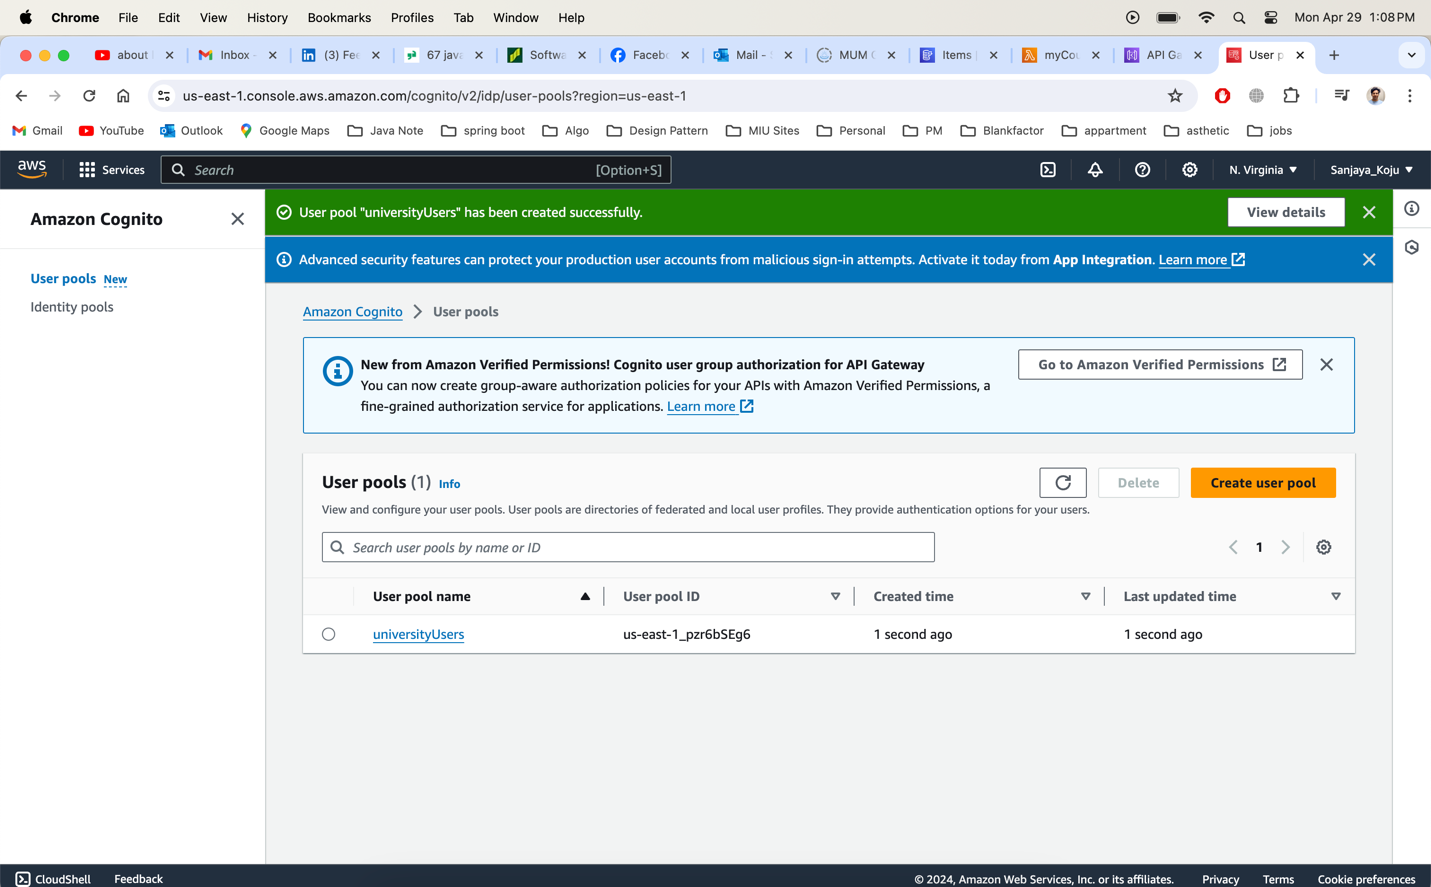 Chrome File Edit View History Bookmarks Profiles Tab Window Help Mon Apr 29 1:08 PM
about Inbox (3) Fee 67 java Softwa Facebo Mail - MUM Items myCou API Ga User p
us-east-1.console.aws.amazon.com/cognito/v2/idp/user-pools?region=us-east-1
Gmail YouTube Outlook Google Maps Java Note spring boot Algo Design Pattern MIU Sites Personal PM Blankfactor appartment asthetic jobs
aws Services Search [Option+S] N. Virginia Sanjaya_Koju
Amazon Cognito
User pools New
Identity pools
User pool "universityUsers" has been created successfully. View details
Advanced security features can protect your production user accounts from malicious sign-in attempts. Activate it today from App Integration. Learn more
Amazon Cognito User pools
New from Amazon Verified Permissions! Cognito user group authorization for API Gateway
You can now create group-aware authorization policies for your APIs with Amazon Verified Permissions, a
fine-grained authorization service for applications. Learn more
Go to Amazon Verified Permissions
User pools (1) Info
Delete Create user pool
View and configure your user pools. User pools are directories of federated and local user profiles. They provide authentication options for your users.
Search user pools by name or ID 1
User pool name User pool ID Created time Last updated time
universityUsers us-east-1_pzr6bSEg6 1 second ago 1 second ago
CloudShell Feedback © 2024, Amazon Web Services, Inc. or its affiliates. Privacy Terms Cookie preferences